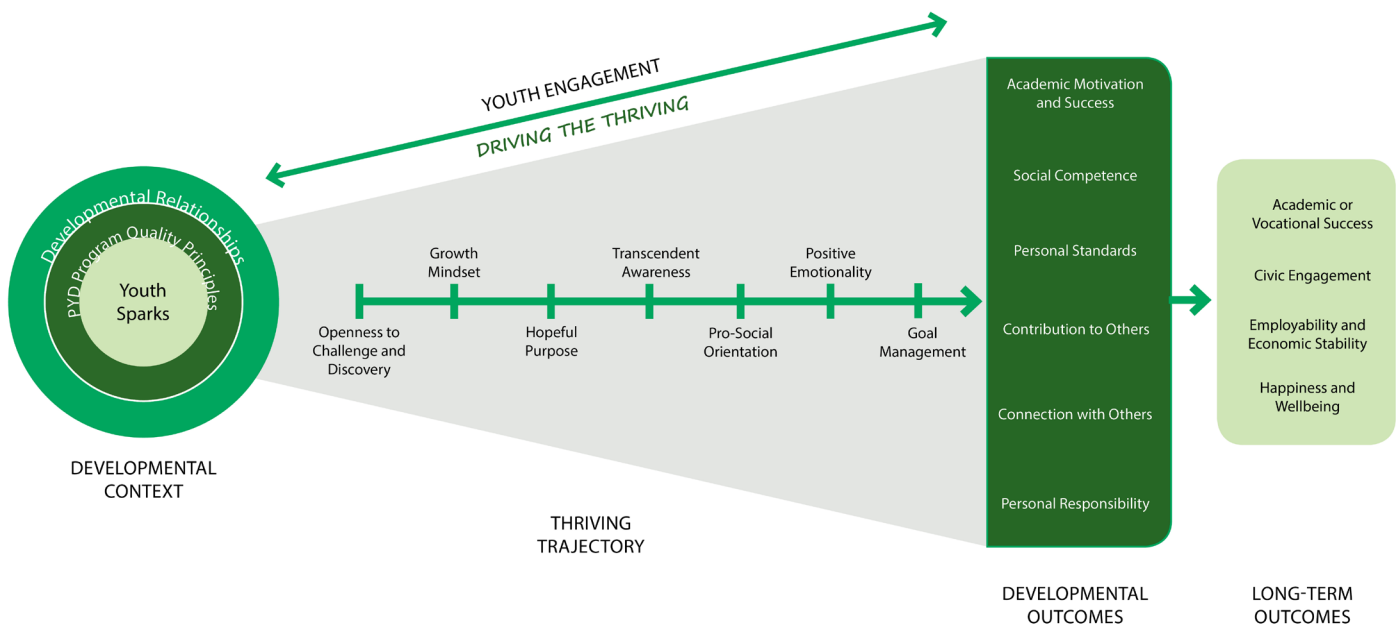 YOUTH ENGAGEMENT
DRIVING THE THRIVING
Developmental Relationships
PYD Program Quality Principles
Youth
Sparks
DEVELOPMENTAL
CONTEXT
Openness to
Challenge and
Discovery
Growth
Mindset
Hopeful
Purpose
Transcendent
Awareness
Pro-Social
Orientation
Positive
Emotionality
Goal
Management
THRIVING
TRAJECTORY
Academic Motivation
and Success
Social Competence
Personal Standards
Contribution to Others
Connection with Others
Personal Responsibility
DEVELOPMENTAL
OUTCOMES
Academic or
Vocational Success
Civic Engagement
Employability and
Economic Stability
Happiness and
Wellbeing
LONG-TERM
OUTCOMES